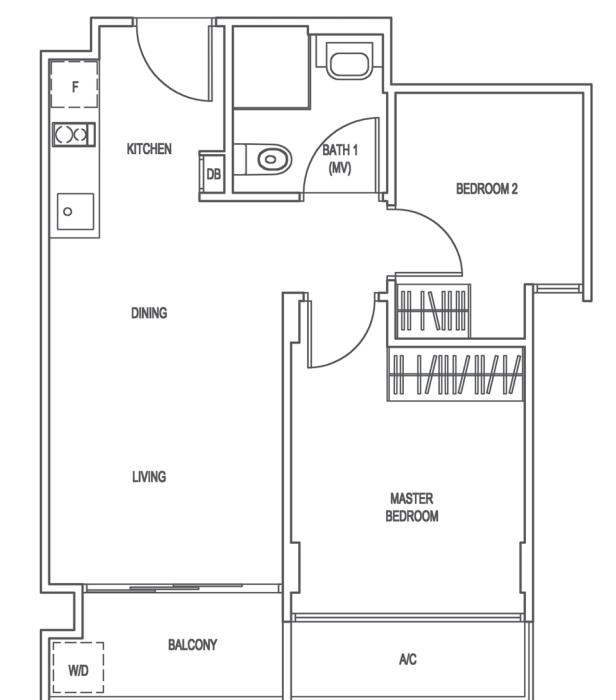 F
KITCHEN
DB
BATH 1
(MV)
BEDROOM 2
DINING
LIVING
MASTER
BEDROOM
BALCONY
W/D
A/C